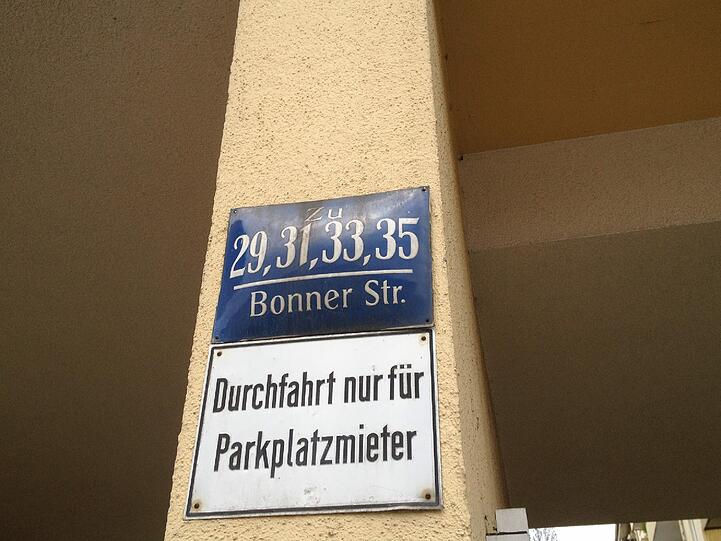 Zu
29, 31, 33, 35
Bonner Str.
Durchfahrt nur für
Parkplatzmieter